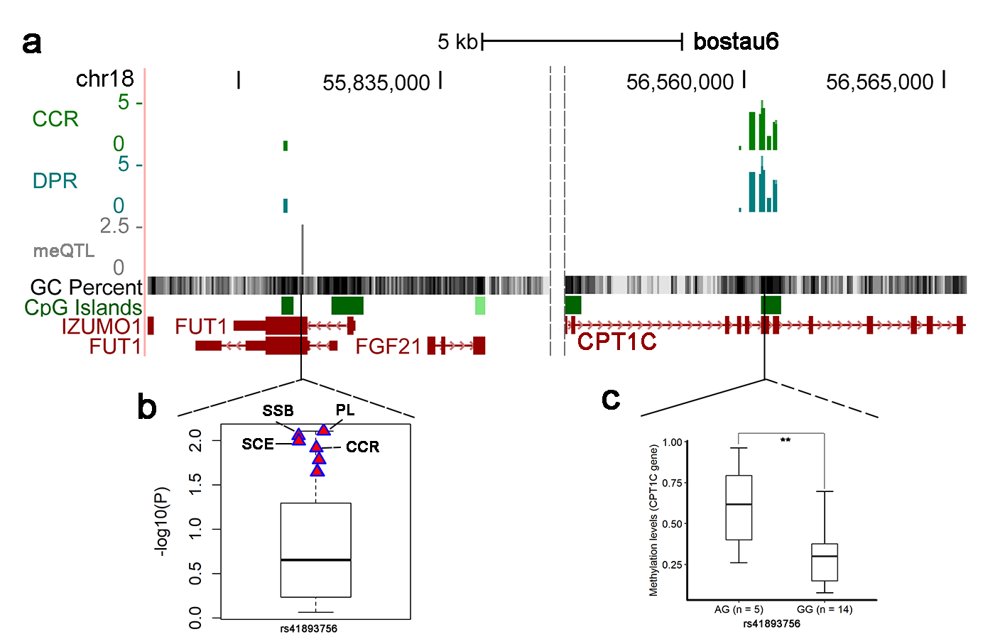 a
5 kb bostau6
chr18 55,835,000 56,560,000 56,565,000
5 -
CCR
0
5 -
DPR
0
2.5 -
meQTL
0
GC Percent
CpG Islands
IZUMO1 FUT1
FUT1 FGF21 CPT1C
b
SSB PL
SCE CCR
-log10(P)
2.0
1.5
1.0
0.5
0.0
rs41893756
c
Methylation levels (CPT1C gene)
**
1.00
0.75
0.50
0.25
AG (n = 5) GG (n = 14)
rs41893756